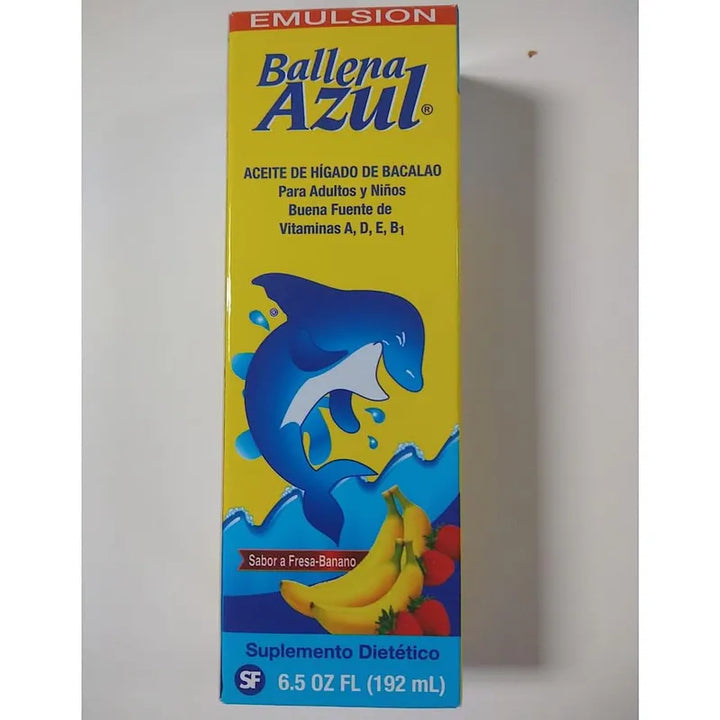 EMULSION
Ballena
Azul®
ACEITE DE HÍGADO DE BACALAO
Para Adultos y Niños
Buena Fuente de
Vitaminas A, D, E, B1
©
Sabor a Fresa-Banano
Suplemento Dietético
SF 6.5 OZ FL (192 mL)